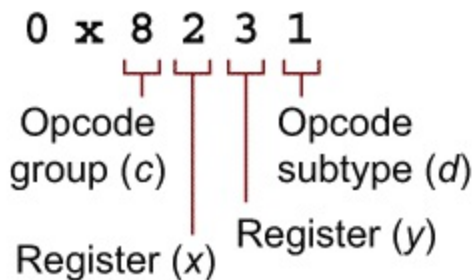 0 x 8 2 3 1
Opcode
group (c)
Opcode
subtype (d)
Register (x)
Register (y)